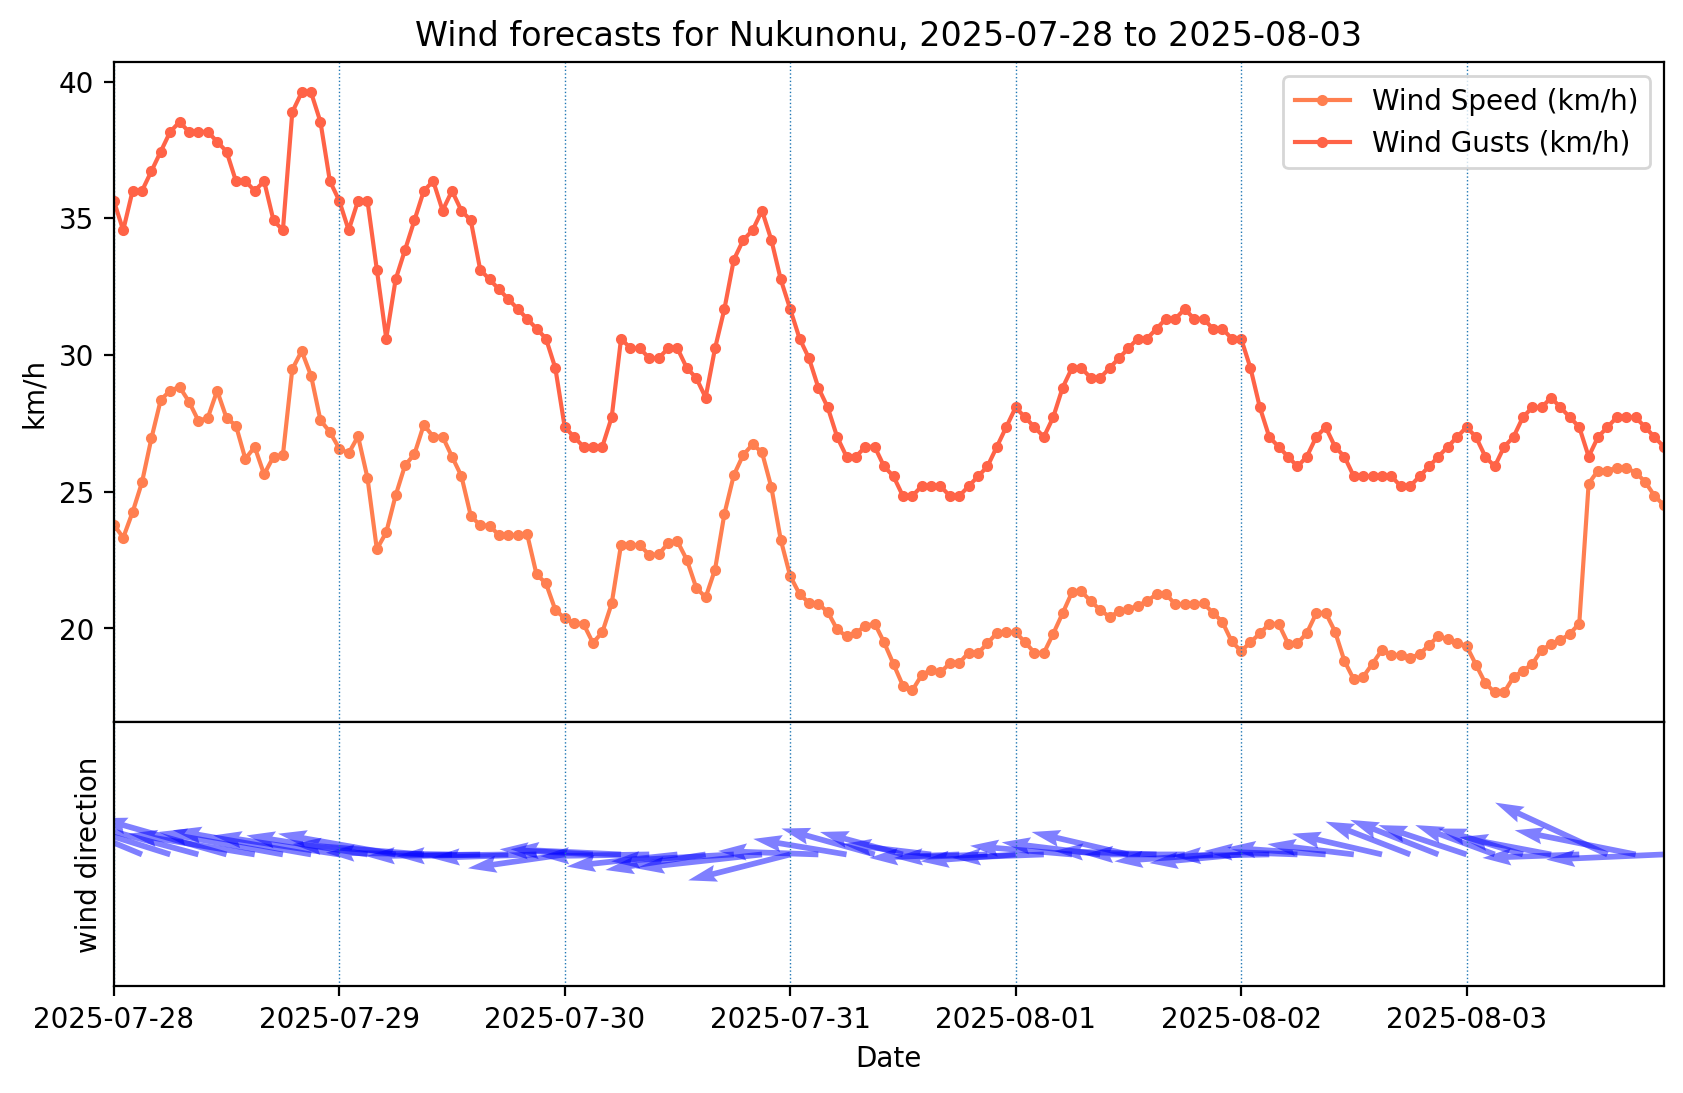 Wind forecasts for Nukunonu, 2025-07-28 to 2025-08-03
40
35
30
25
20
km/h
Wind Speed (km/h)
Wind Gusts (km/h)
wind direction
2025-07-28 2025-07-29 2025-07-30 2025-07-31 2025-08-01 2025-08-02 2025-08-03
Date